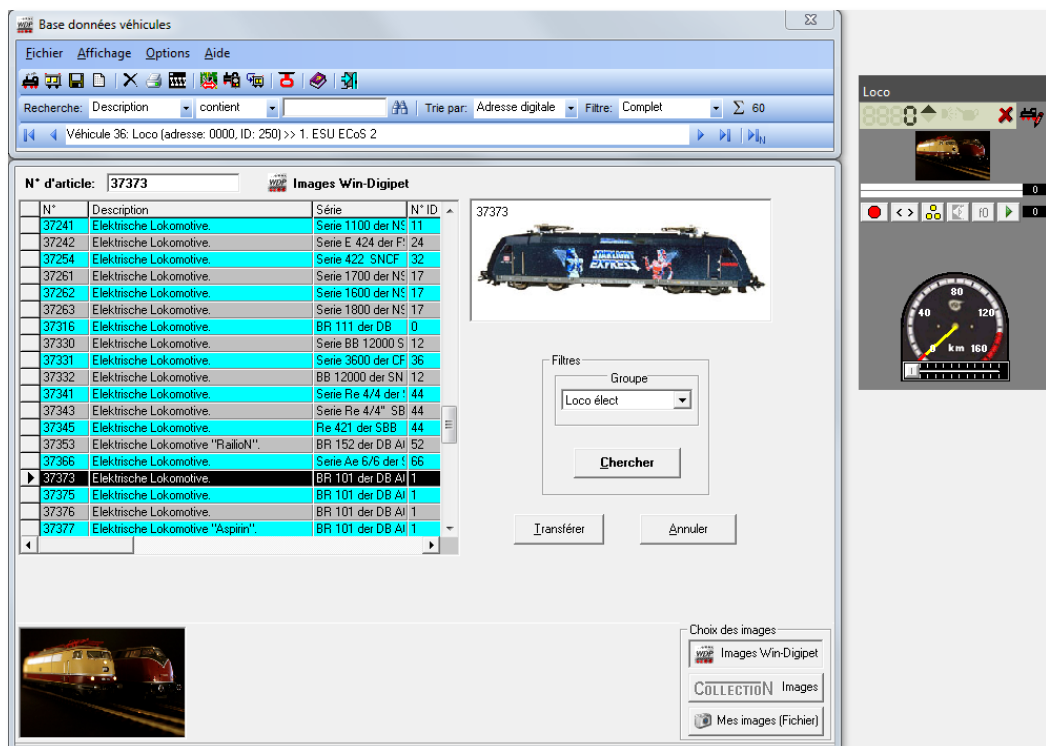 Base données véhicules
Fichier Affichage Options Aide
Recherche: Description contient Trie par: Adresse digitale Filtre: Complet Σ 60
Véhicule 36: Loco (adresse: 0000, ID: 250) >> 1. ESU ECoS 2
N° d'article: 37373 Images Win-Digipet
N° Description Série N° ID
37241 Elektrische Lokomotive. Serie 1100 der NS 11
37242 Elektrische Lokomotive. Serie E 424 der F 24
37254 Elektrische Lokomotive. Serie 422 SNCF 32
37261 Elektrische Lokomotive. Serie 1700 der NS 17
37262 Elektrische Lokomotive. Serie 1600 der NS 17
37263 Elektrische Lokomotive. Serie 1800 der NS 17
37316 Elektrische Lokomotive. BR 111 der DB 0
37330 Elektrische Lokomotive. Serie BB 12000 S 12
37331 Elektrische Lokomotive. Serie 3600 der CF 36
37332 Elektrische Lokomotive. BB 12000 der SN 12
37341 Elektrische Lokomotive. Serie Re 4/4 der 44
37343 Elektrische Lokomotive. Serie Re 4/4" SB 44
37345 Elektrische Lokomotive. Re 421 der SBB 44
37353 Elektrische Lokomotive "RailioN". BR 152 der DB A 52
37366 Elektrische Lokomotive. Serie Ae 6/6 der 66
37373 Elektrische Lokomotive. BR 101 der DB A 1
37375 Elektrische Lokomotive. BR 101 der DB A 1
37376 Elektrische Lokomotive. BR 101 der DB A 1
37377 Elektrische Lokomotive "Aspirin". BR 101 der DB A 1
37373
STARLIGHT
EXPRESS
Filtres
Groupe
Loco élect
Chercher
Transférer Annuler
Choix des images
Images Win-Digipet
COLLECTION Images
Mes images (Fichier)
Loco
0
0
< > f0 0
80
40 120
0 km 160